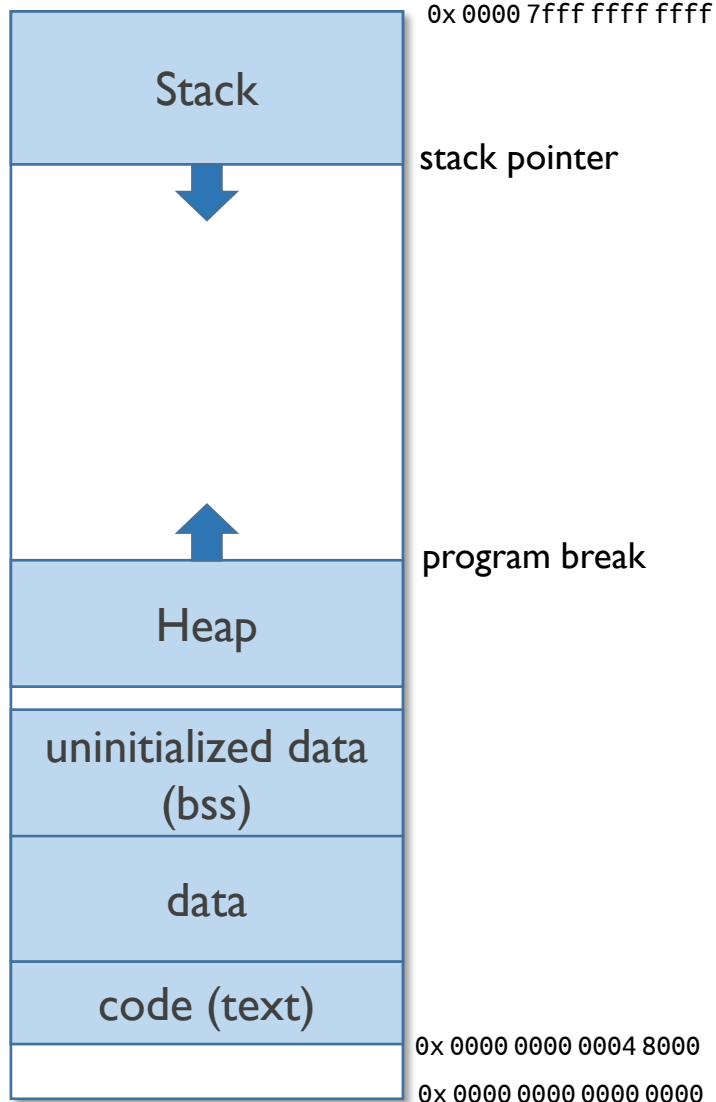 0x 0000 7fff ffff ffff
Stack
stack pointer
program break
Heap
uninitialized data
(bss)
data
code (text)
0x 0000 0000 0004 8000
0x 0000 0000 0000 0000